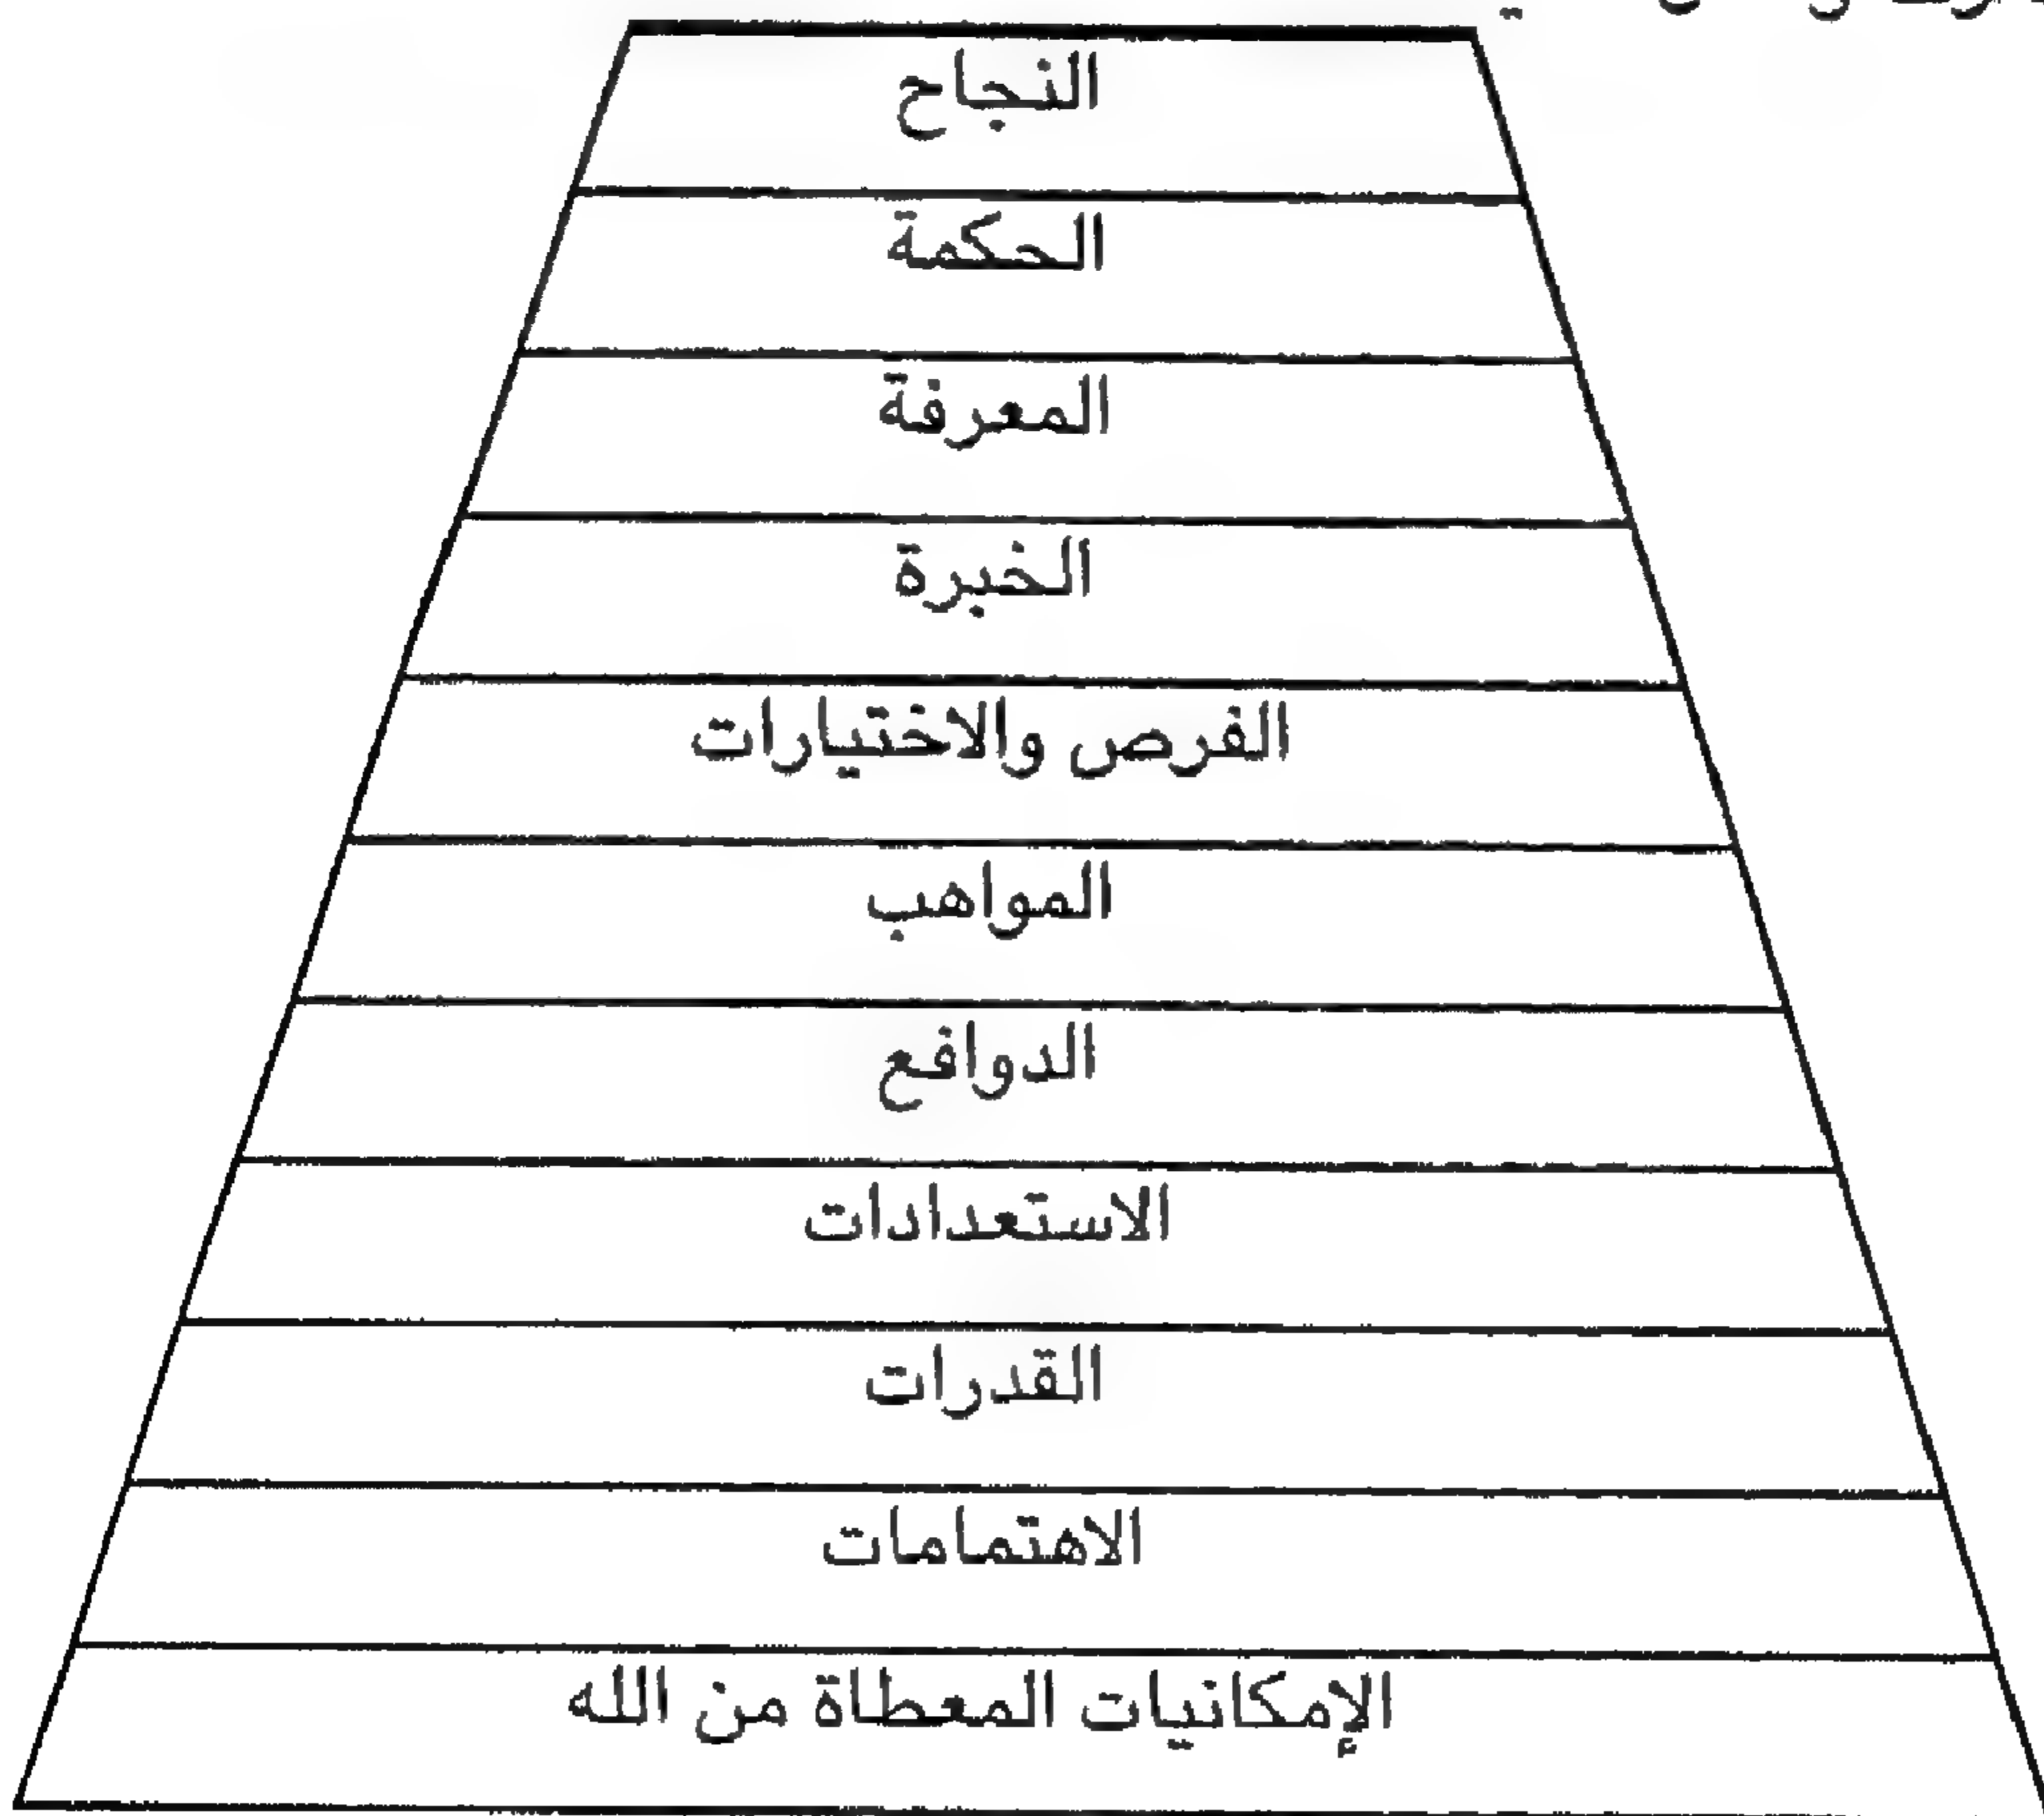 النجاح
الحكمة
المعرفة
الخبرة
الفرص والاختيارات
المواهب
الدوافع
الاستعدادات
القدرات
الاهتمامات
الإمكانيات المعطاة من الله